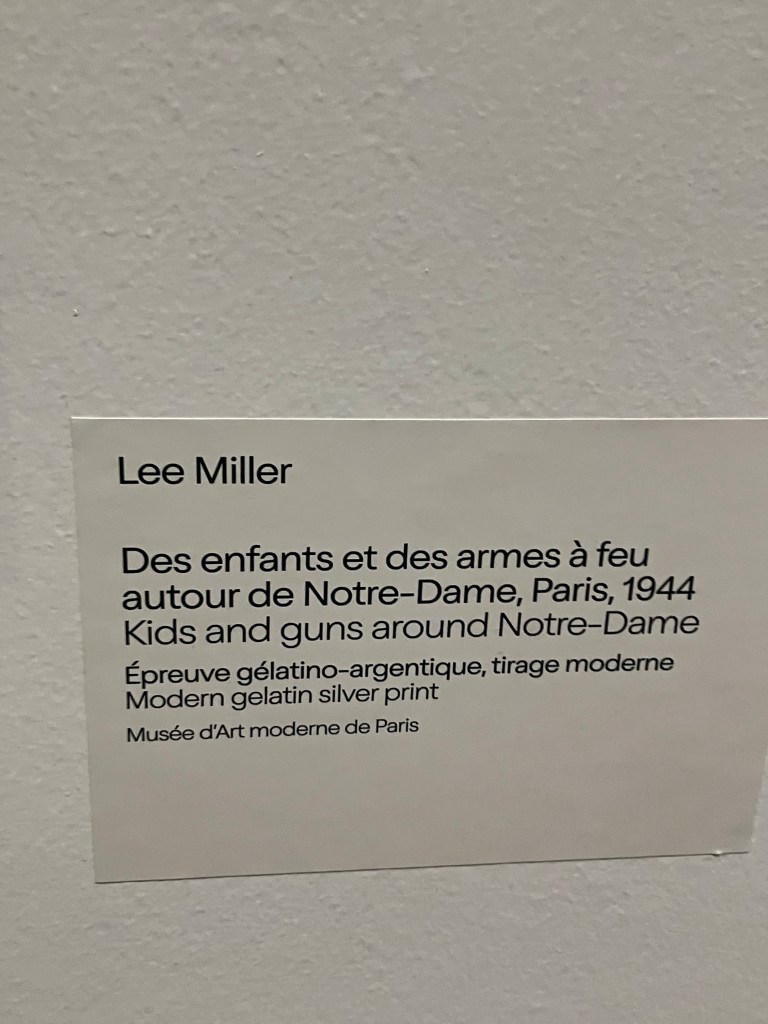 Lee Miller
Des enfants et des armes à feu
autour de Notre-Dame, Paris, 1944
Kids and guns around Notre-Dame
Épreuve gélatino-argentique, tirage moderne
Modern gelatin silver print
Musée d'Art moderne de Paris